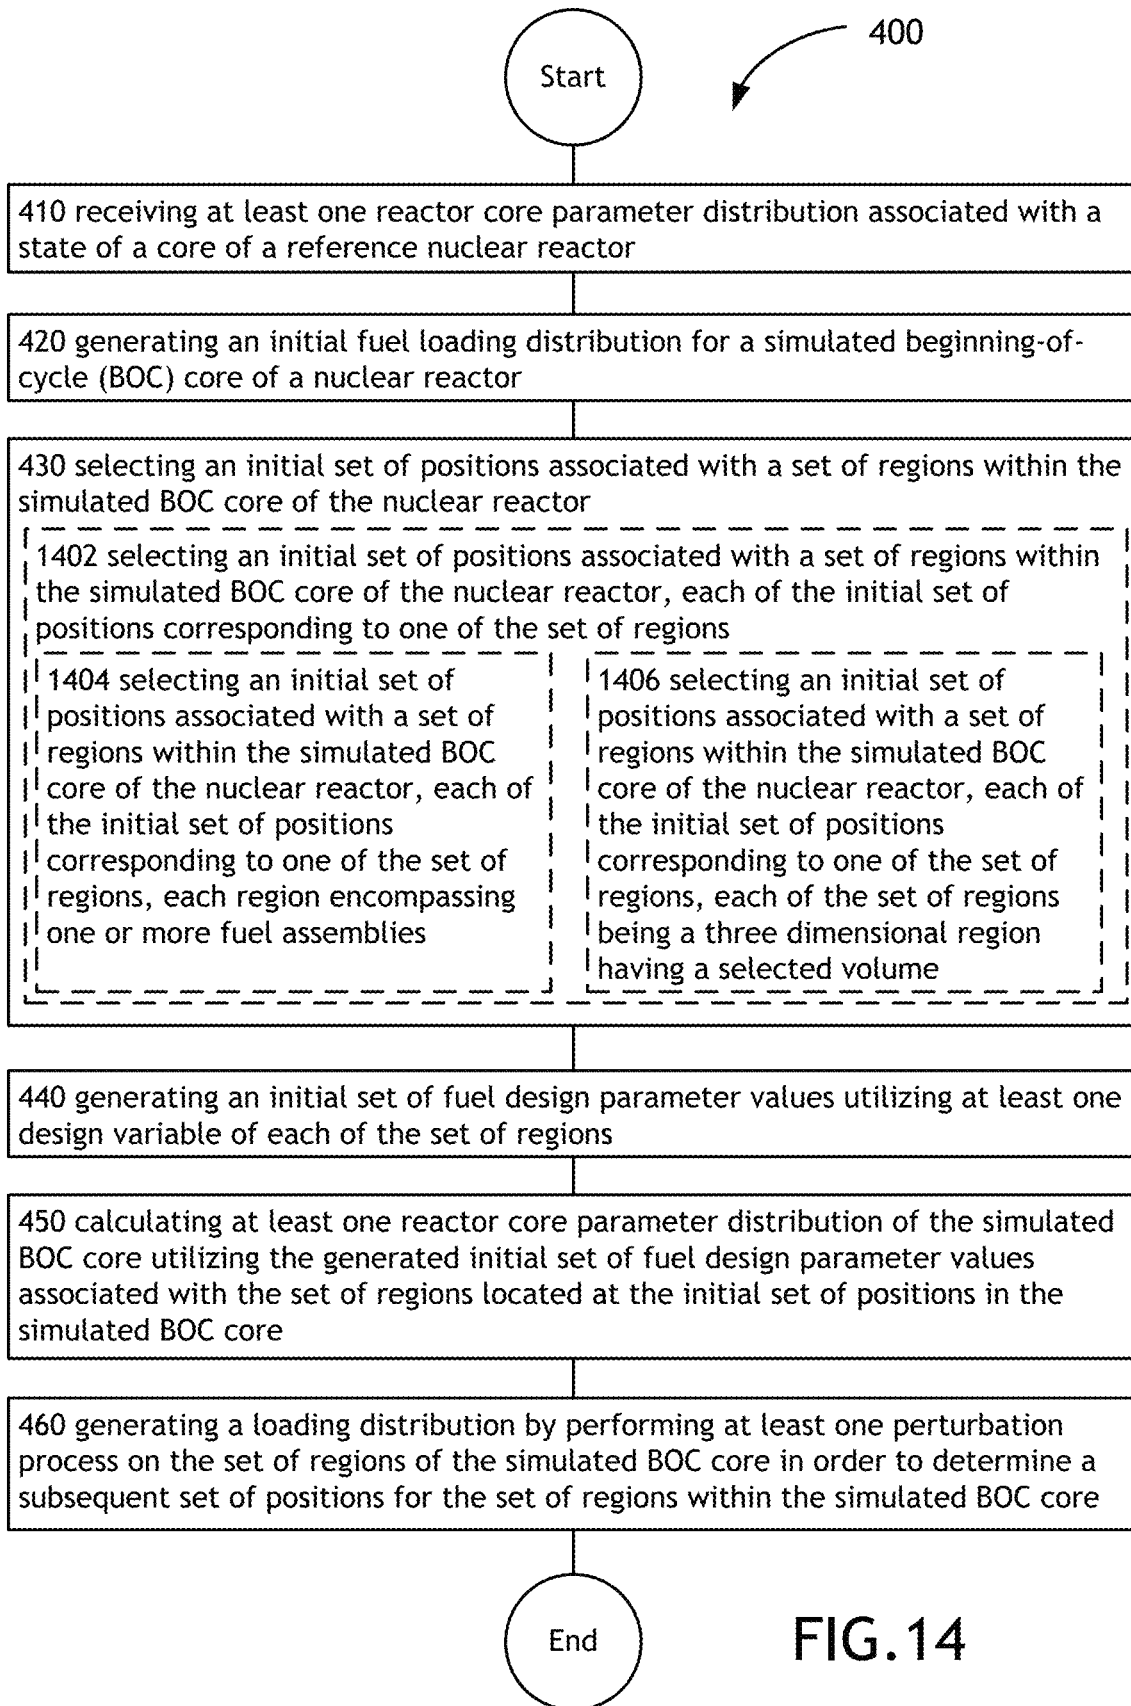 400
Start
410 receiving at least one reactor core parameter distribution associated with a
state of a core of a reference nuclear reactor
420 generating an initial fuel loading distribution for a simulated beginning-of-
cycle (BOC) core of a nuclear reactor
430 selecting an initial set of positions associated with a set of regions within the
simulated BOC core of the nuclear reactor
1402 selecting an initial set of positions associated with a set of regions within
the simulated BOC core of the nuclear reactor, each of the initial set of
positions corresponding to one of the set of regions
1404 selecting an initial set of
positions associated with a set of
regions within the simulated BOC
core of the nuclear reactor, each of
the initial set of positions
corresponding to one of the set of
regions, each region encompassing
one or more fuel assemblies
1406 selecting an initial set of
positions associated with a set of
regions within the simulated BOC
core of the nuclear reactor, each of
the initial set of positions
corresponding to one of the set of
regions, each of the set of regions
being a three dimensional region
having a selected volume
440 generating an initial set of fuel design parameter values utilizing at least one
design variable of each of the set of regions
450 calculating at least one reactor core parameter distribution of the simulated
BOC core utilizing the generated initial set of fuel design parameter values
associated with the set of regions located at the initial set of positions in the
simulated BOC core
460 generating a loading distribution by performing at least one perturbation
process on the set of regions of the simulated BOC core in order to determine a
subsequent set of positions for the set of regions within the simulated BOC core
End
FIG.14